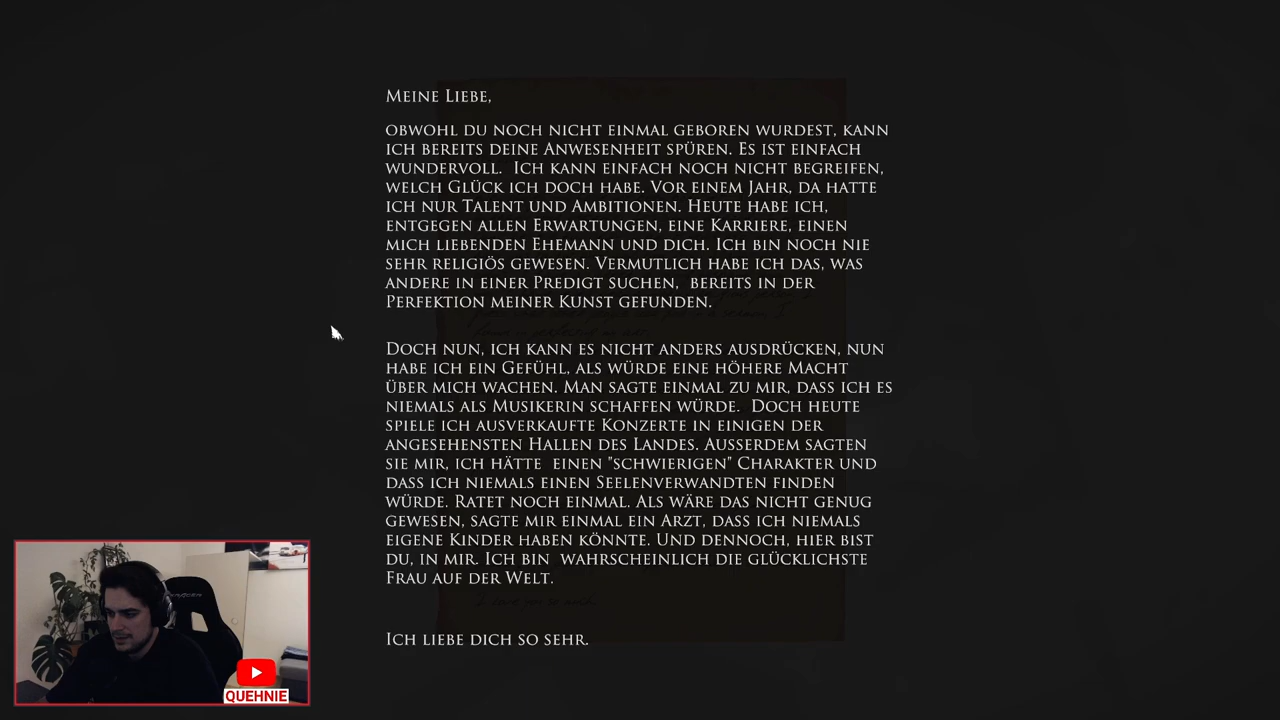 Meine Liebe,
obwohl du noch nicht einmal geboren wurdest, kann
ich bereits deine Anwesenheit spüren. Es ist einfach
wundervoll. Ich kann einfach noch nicht begreifen,
welch Glück ich doch habe. Vor einem Jahr, da hatte
ich nur Talent und Ambitionen. Heute habe ich,
entgegen allen Erwartungen, eine Karriere, einen
mich liebenden Ehemann und dich. Ich bin noch nie
sehr religiös gewesen. Vermutlich habe ich das, was
andere in einer Predigt suchen, bereits in der
Perfektion meiner Kunst gefunden.
Doch nun, ich kann es nicht anders ausdrücken, nun
habe ich ein Gefühl, als würde eine höhere Macht
über mich wachen. Man sagte einmal zu mir, dass ich es
niemals als Musikerin schaffen würde. Doch heute
spiele ich ausverkaufte Konzerte in einigen der
angesehensten Hallen des Landes. Ausserdem sagten
sie mir, ich hätte einen "schwierigen" Charakter und
dass ich niemals einen Seelenverwandten finden
würde. Ratet noch einmal. Als wäre das nicht genug
gewesen, sagte mir einmal ein Arzt, dass ich niemals
eigene Kinder haben könnte. Und dennoch, hier bist
du, in mir. Ich bin wahrscheinlich die glücklichste
Frau auf der Welt.
Ich liebe dich so sehr.
QUEHNIE